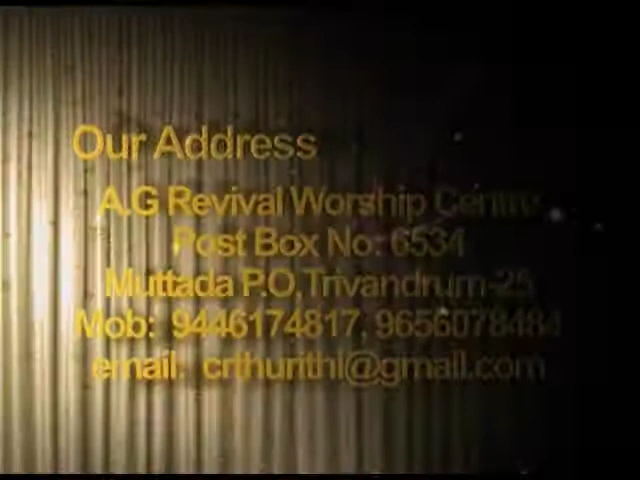 Our Address
A.G Revival Worship Centre
Post Box No: 6534
Muttada P.O,Trivandrum-25
Mob: 9446174817, 9656078484
email: crthurithi@gmail.com